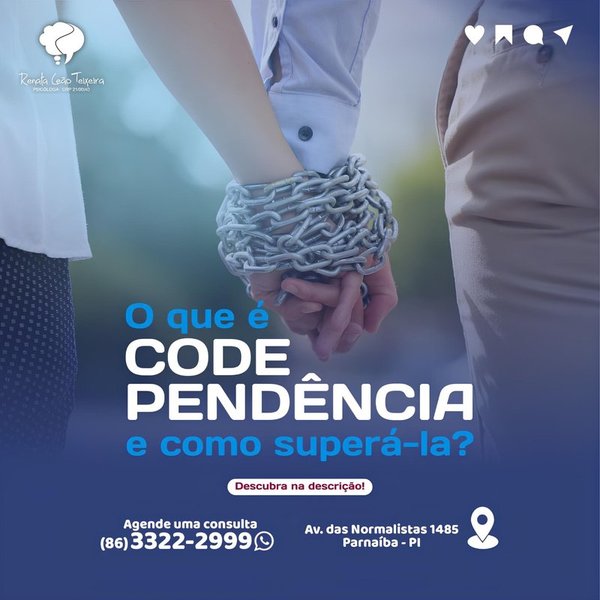 Renata Leão Teixeira
O que é
CODE
PENDÊNCIA
e como superá-la?
Descubra na descrição!
Agende uma consulta
(86) 3322-2999
Av. das Normalistas 1485
Parnaíba - PI